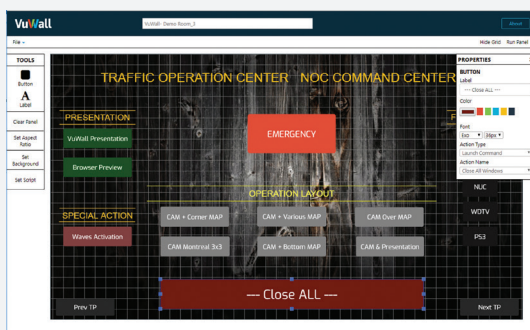 VuWall
VuWall- Demo Room_3
About
File
Hide Grid
Run Panel
TOOLS
Button
A
Label
Clear Panel
Set Aspect
Ratio
Set
Background
Set Script
TRAFFIC OPERATION CENTER
NOC COMMAND CENTER
PRESENTATION
VuWall Presentation
Browser Preview
EMERGENCY
SPECIAL ACTION
Waves Activation
OPERATION LAYOUT
CAM + Corner MAP
CAM + Various MAP
CAM Over MAP
CAM Montreal 3x3
CAM + Bottom MAP
CAM & Presentation
--- Close ALL ---
Prev TP
Next TP
PROPERTIES
BUTTON
Label
--- Close ALL ---
Color
Font
Exo
36px
Action Type
Launch Command
Action Name
Close All Windows
F
NUC
WDTV
PS3